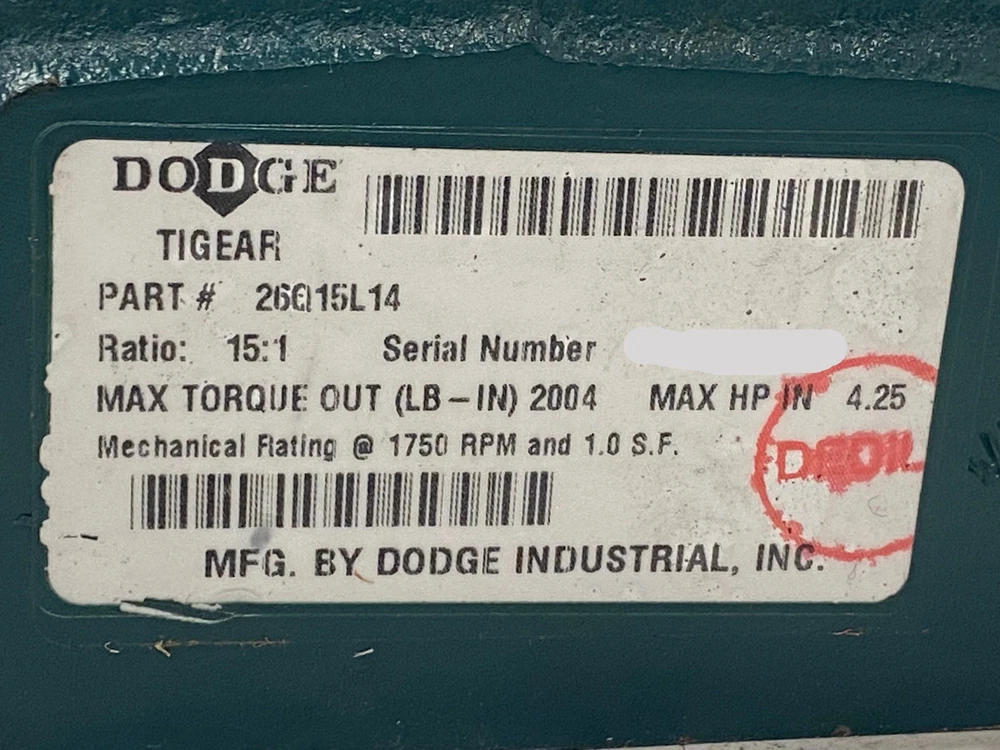 DODGE
TIGEAR
PART # 26Q15L14
Ratio: 15:1 Serial Number
MAX TORQUE OUT (LB-IN) 2004 MAX HP IN 4.25
Mechanical Rating @ 1750 RPM and 1.0 S.F.
MFG. BY DODGE INDUSTRIAL, INC.